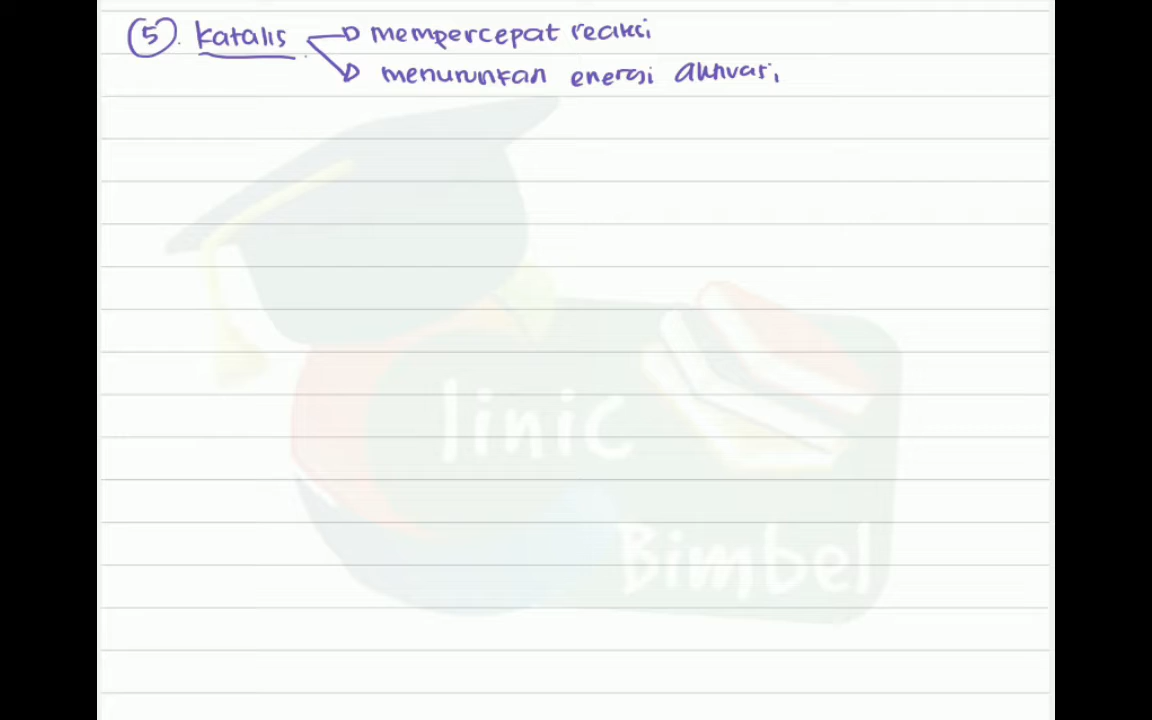 5. katalis → mempercepat reaksi
→ menurunkan energi aktivasi
linic
Bimbel